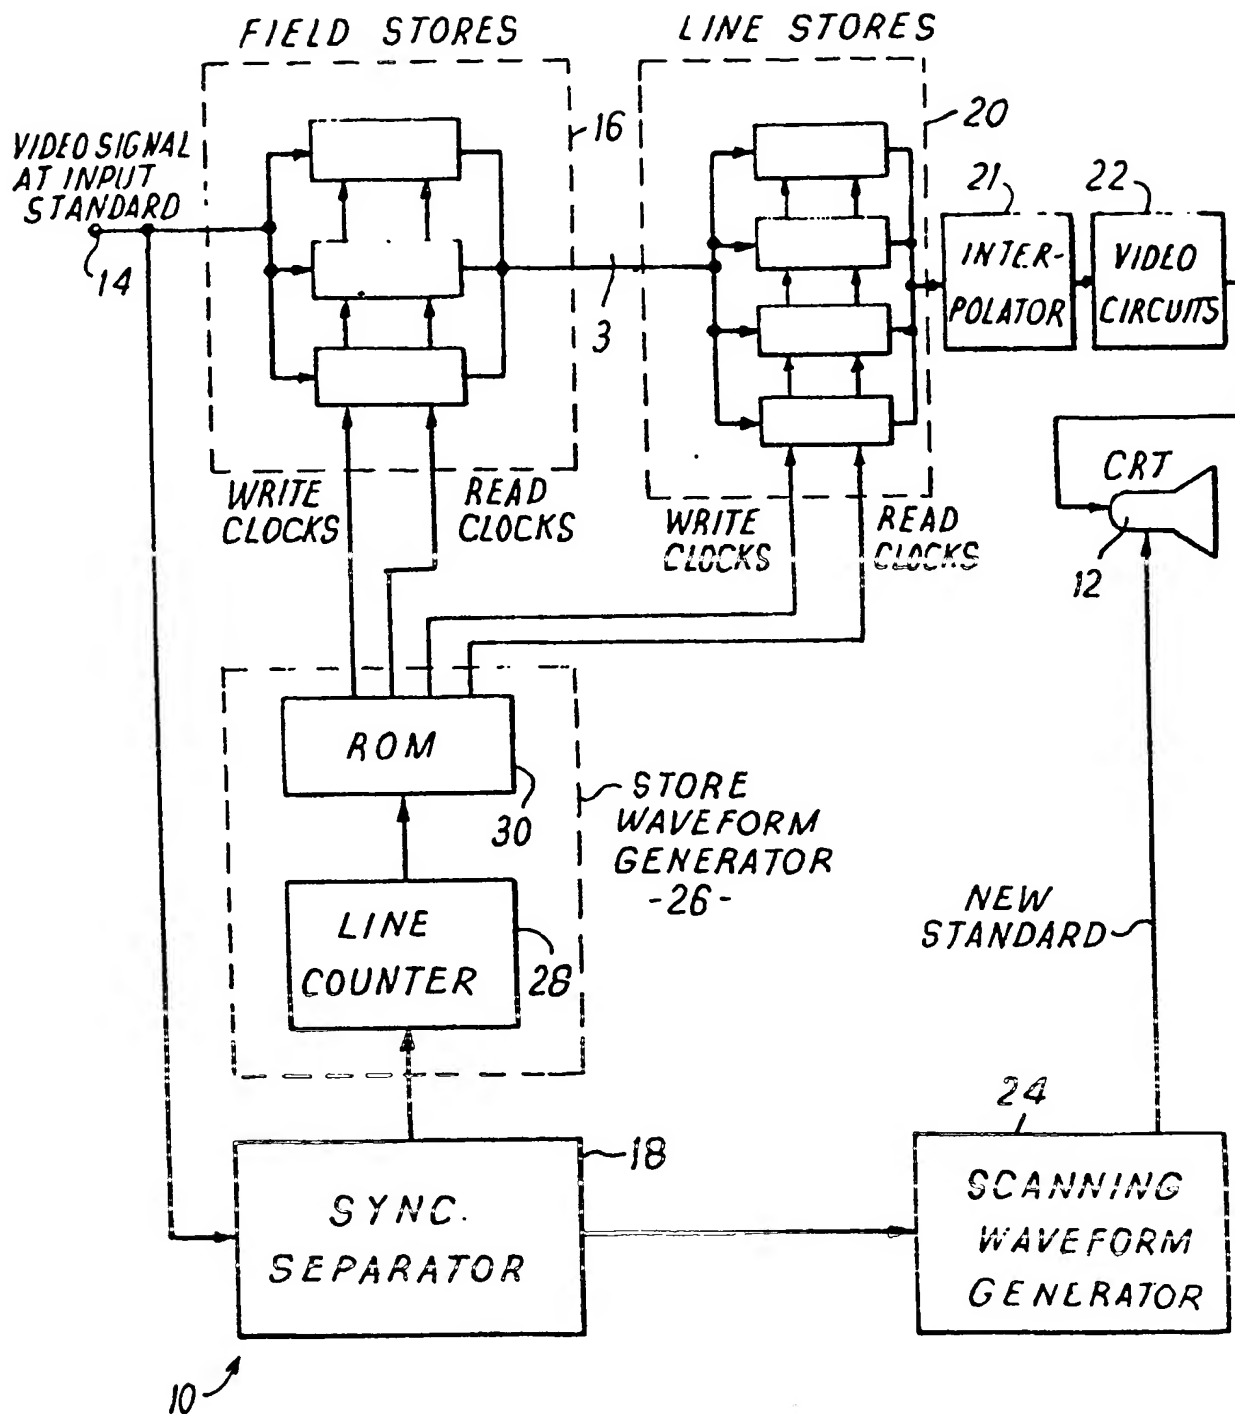 FIELD STORES
LINE STORES
VIDEO SIGNAL
AT INPUT
STANDARD
14
16
20
21
22
INTER-
POLATOR
VIDEO
CIRCUITS
3
WRITE
CLOCKS
READ
CLOCKS
WRITE
CLOCKS
READ
CLOCKS
CRT
12
ROM
30
STORE
WAVEFORM
GENERATOR
-26-
LINE
COUNTER
28
NEW
STANDARD
18
SYNC.
SEPARATOR
24
SCANNING
WAVEFORM
GENERATOR
10